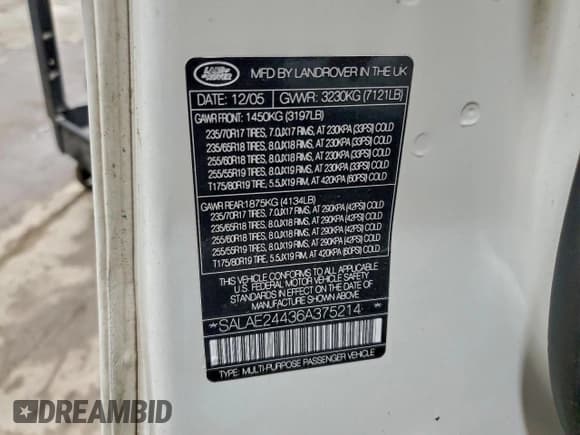 LAND ROVER
MFD BY LANDROVER IN THE UK
DATE: 12/05 GVWR: 3230KG (7121LB)
GAWR FRONT: 1450KG (3197LB)
235/70R17 TIRES, 7.0JX17 RIMS, AT 230KPA (33PSI) COLD
235/65R18 TIRES, 8.0JX18 RIMS, AT 230KPA (33PSI) COLD
255/60R18 TIRES, 8.0JX18 RIMS, AT 230KPA (33PSI) COLD
255/55R19 TIRES, 8.0JX19 RIMS, AT 230KPA (33PSI) COLD
T175/80R19 TIRE, 5.5JX19 RIM, AT 420KPA (60PSI) COLD
GAWR REAR: 1875KG (4134LB)
235/70R17 TIRES, 7.0JX17 RIMS, AT 290KPA (42PSI) COLD
235/65R18 TIRES, 8.0JX18 RIMS, AT 290KPA (42PSI) COLD
255/60R18 TIRES, 8.0JX18 RIMS, AT 290KPA (42PSI) COLD
255/55R19 TIRES, 8.0JX19 RIMS, AT 290KPA (42PSI) COLD
T175/80R19 TIRE, 5.5JX19 RIM, AT 420KPA (60PSI) COLD
THIS VEHICLE CONFORMS TO ALL APPLICABLE
U.S. FEDERAL MOTOR VEHICLE SAFETY
STANDARDS IN EFFECT ON THE DATE OF
MANUFACTURE SHOWN ABOVE.
*SALAE24436A375214*
TYPE: MULTI-PURPOSE PASSENGER VEHICLE
DREAMBID